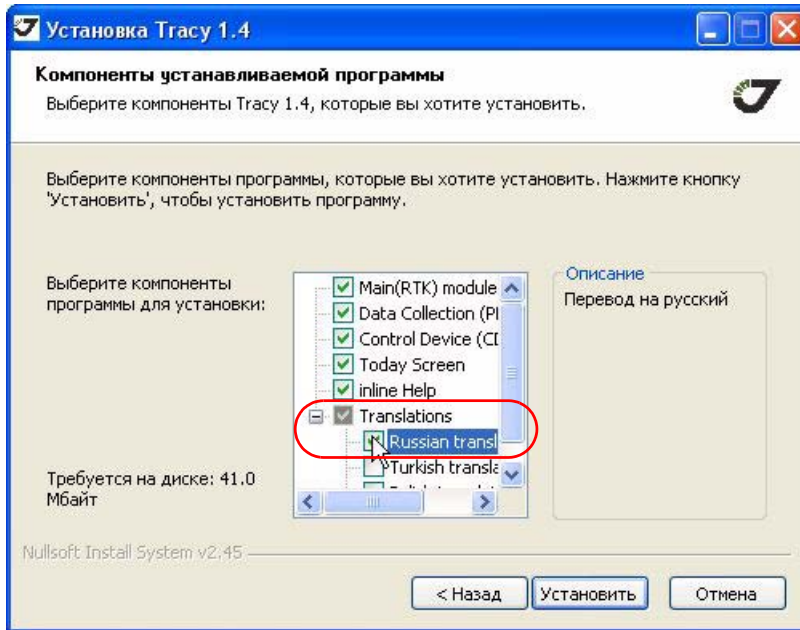 Установка Tracy 1.4
Компоненты устанавливаемой программы
Выберите компоненты Tracy 1.4, которые вы хотите установить.
Выберите компоненты программы, которые вы хотите установить. Нажмите кнопку
'Установить', чтобы установить программу.
Выберите компоненты
программы для установки:
Main(RTK) module
Data Collection (
Control Device (
Today Screen
inline Help
Translations
Russian transl
Turkish transla
Описание
Перевод на русский
Требуется на диске: 41.0
Мбайт
Nullsoft Install System v2.45
< Назад
Установить
Отмена